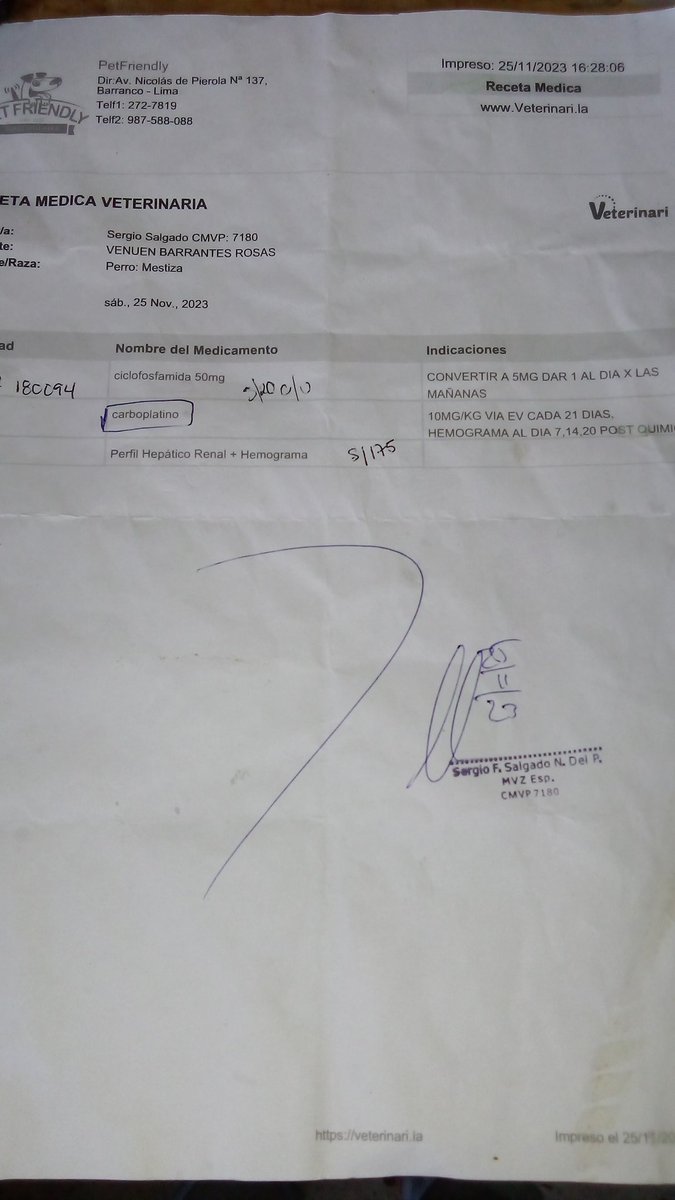 PetFriendly
Dir:Av. Nicolás de Pierola Nª 137,
Barranco - Lima
Telf1: 272-7819
Telf2: 987-588-088
T FRIENDLY
Impreso: 25/11/2023 16:28:06
Receta Medica
www.Veterinari.la
ETA MEDICA VETERINARIA
Veterinari
/a: Sergio Salgado CMVP: 7180
te: VENUEN BARRANTES ROSAS
e/Raza: Perro: Mestiza
sáb., 25 Nov., 2023
ad Nombre del Medicamento Indicaciones
180094 ciclofosfamida 50mg CONVERTIR A 5MG DAR 1 AL DIA X LAS
MAÑANAS
carboplatino 10MG/KG VIA EV CADA 21 DIAS.
HEMOGRAMA AL DIA 7,14,20 POST QUIMI
Perfil Hepático Renal + Hemograma S/175
25
11
23
Sergio F. Salgado N. Del P.
MVZ Esp.
CMVP 7180
https://veterinari.la Impreso el 25/11/20